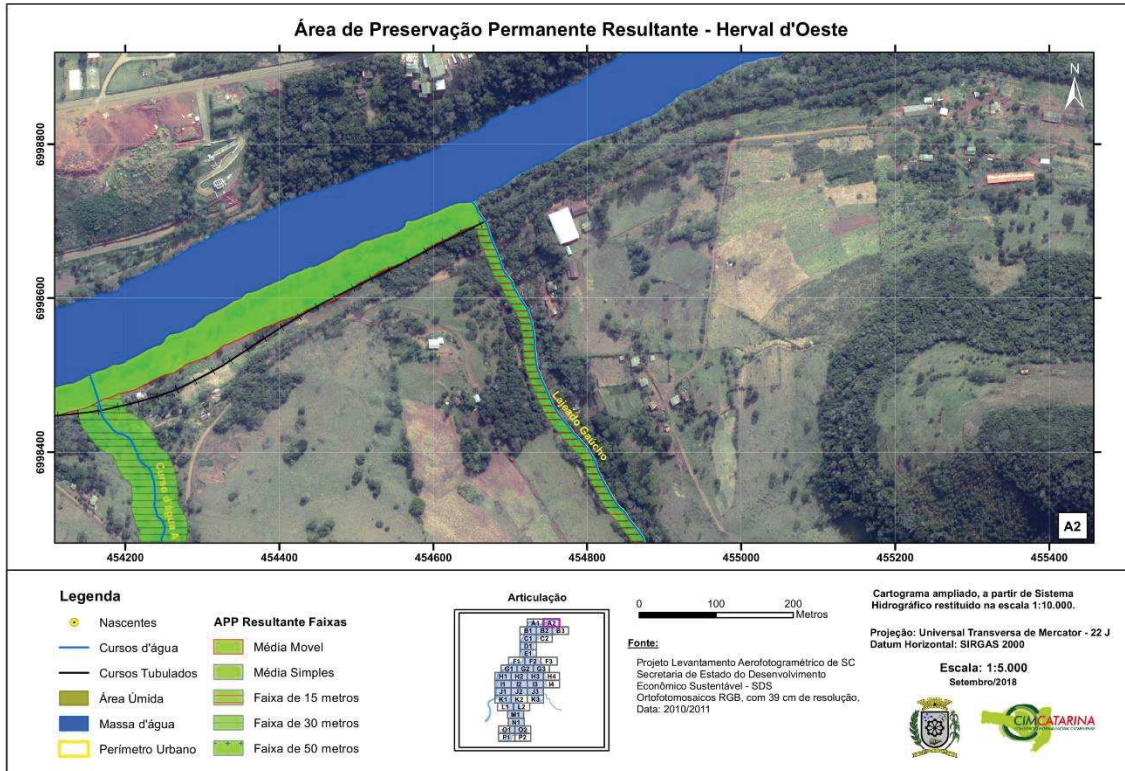 Área de Preservação Permanente Resultante - Herval d'Oeste
N
6998800
6998600
6998400
Lajeado Gaúcho
Curso d'água A
A2
454200
454400
454600
454800
455000
455200
455400
Legenda
Nascentes
Cursos d'água
Cursos Tubulados
Área Úmida
Massa d'água
Perímetro Urbano
APP Resultante Faixas
Média Movel
Média Simples
Faixa de 15 metros
Faixa de 30 metros
Faixa de 50 metros
Articulação
A1 A2
B1 B2 B3
C1 C2
D1
E1
F1 F2 F3
G1 G2 G3
H1 H2 H3 H4
I1 I2 I3 I4
J1 J2 J3
K1 K2 K3
L1 L2
M1
N1
O1 O2
P1 P2
0 100 200
Metros
Fonte:
Projeto Levantamento Aerofotogramétrico de SC
Secretaria de Estado do Desenvolvimento
Econômico Sustentável - SDS
Ortofotomosaicos RGB, com 39 cm de resolução,
Data: 2010/2011
Cartograma ampliado, a partir de Sistema
Hidrográfico restituído na escala 1:10.000.
Projeção: Universal Transversa de Mercator - 22 J
Datum Horizontal: SIRGAS 2000
Escala: 1:5.000
Setembro/2018
CIMCATARINA